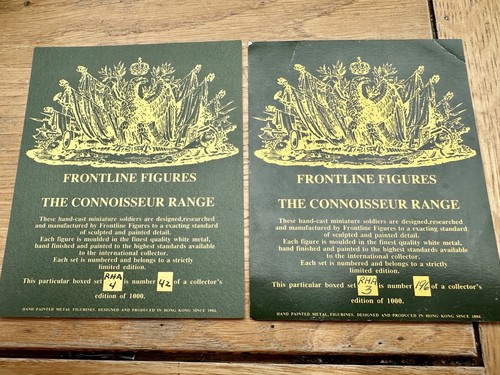 FRONTLINE FIGURES
THE CONNOISSEUR RANGE
These hand-cast miniature soldiers are designed,researched
and manufactured by Frontline Figures to a exacting standard
of sculpted and painted detail.
Each figure is moulded in the finest quality white metal,
hand finished and painted to the highest standards available
to the international collector.
Each set is numbered and belongs to a strictly
limited edition.
This particular boxed set RHA 4 is number 42 of a collector's
edition of 1000.
HAND PAINTED METAL FIGURINES. DESIGNED AND PRODUCED IN HONG KONG SINCE 1984.
FRONTLINE FIGURES
THE CONNOISSEUR RANGE
These hand-cast miniature soldiers are designed,researched
and manufactured by Frontline Figures to a exacting standard
of sculpted and painted detail.
Each figure is moulded in the finest quality white metal,
hand finished and painted to the highest standards available
to the international collector.
Each set is numbered and belongs to a strictly
limited edition.
This particular boxed set RHA 3 is number 196 of a collector's
edition of 1000.
HAND PAINTED METAL FIGURINES. DESIGNED AND PRODUCED IN HONG KONG SINCE 1984.